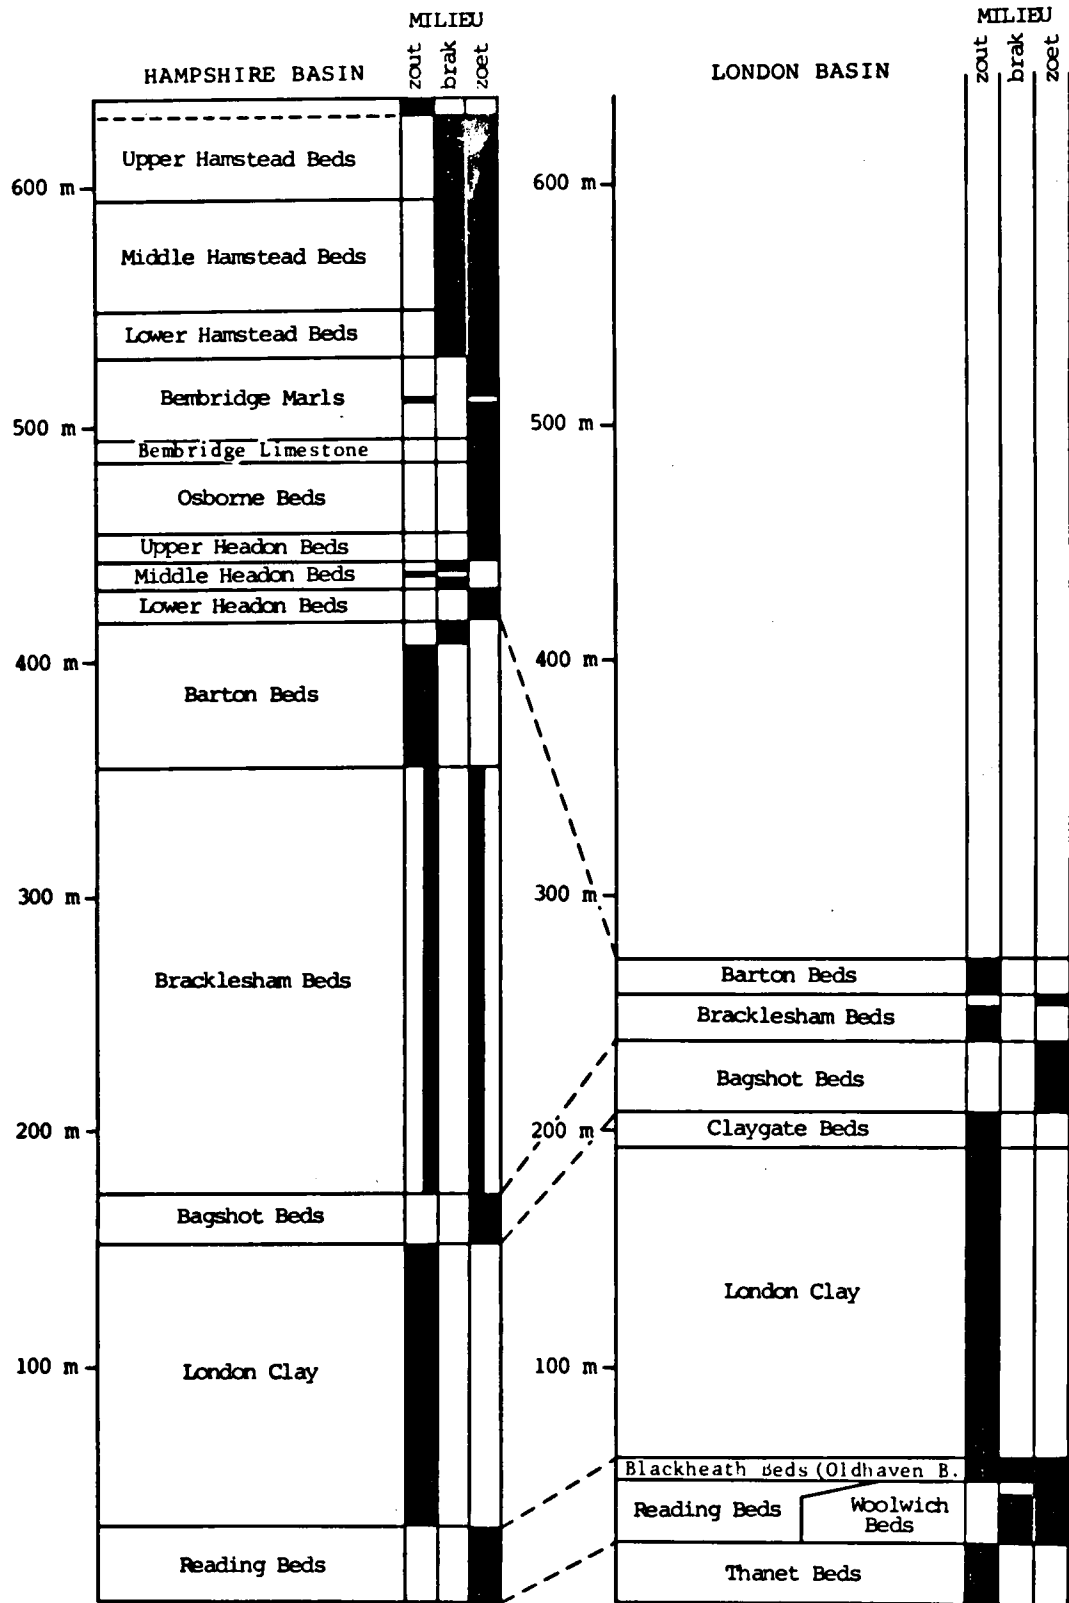 MILIEU
HAMPSHIRE BASIN
zout
brak
zoet
600 m
500 m
400 m
300 m
200 m
100 m
Upper Hamstead Beds
Middle Hamstead Beds
Lower Hamstead Beds
Bembridge Marls
Bembridge Limestone
Osborne Beds
Upper Headon Beds
Middle Headon Beds
Lower Headon Beds
Barton Beds
Bracklesham Beds
Bagshot Beds
London Clay
Reading Beds
MILIEU
LONDON BASIN
zout
brak
zoet
600 m
500 m
400 m
300 m
200 m
100 m
Barton Beds
Bracklesham Beds
Bagshot Beds
Claygate Beds
London Clay
Blackheath Beds (Oldhaven B.
Reading Beds
Woolwich
Beds
Thanet Beds